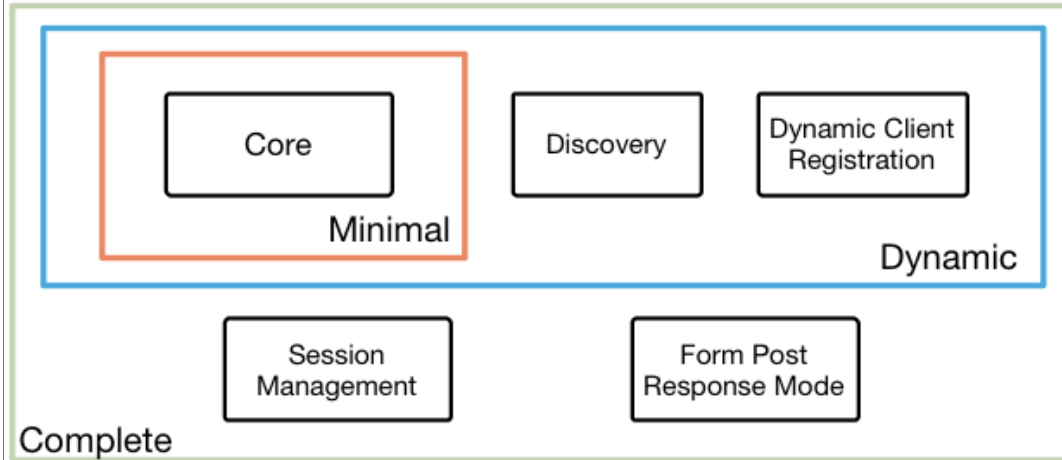 Core
Discovery
Dynamic Client
Registration
Minimal
Dynamic
Session
Management
Form Post
Response Mode
Complete